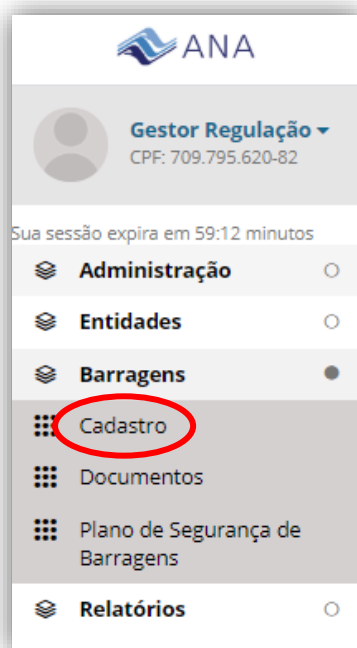 ANA
Gestor Regulação
CPF: 709.795.620-82
Sua sessão expira em 59:12 minutos
Administração
Entidades
Barragens
Cadastro
Documentos
Plano de Segurança de
Barragens
Relatórios